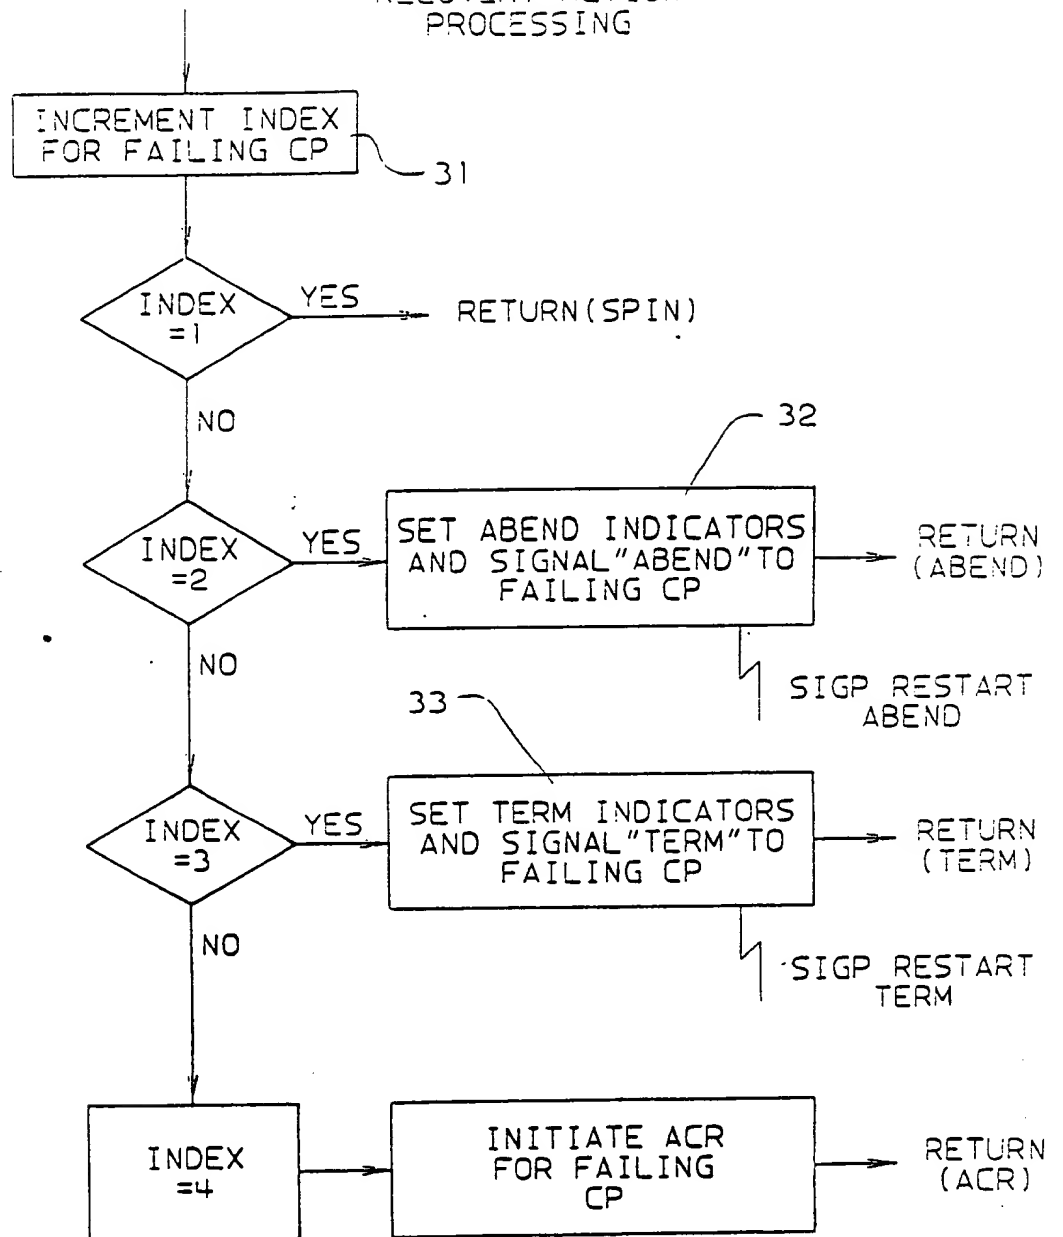 PROCESSING
INCREMENT INDEX
FOR FAILING CP
31
INDEX
=1
YES
RETURN(SPIN)
NO
32
INDEX
=2
YES
SET ABEND INDICATORS
AND SIGNAL"ABEND"TO
FAILING CP
RETURN
(ABEND)
NO
SIGP RESTART
ABEND
33
INDEX
=3
YES
SET TERM INDICATORS
AND SIGNAL"TERM"TO
FAILING CP
RETURN
(TERM)
NO
SIGP RESTART
TERM
INDEX
=4
INITIATE ACR
FOR FAILING
CP
RETURN
(ACR)